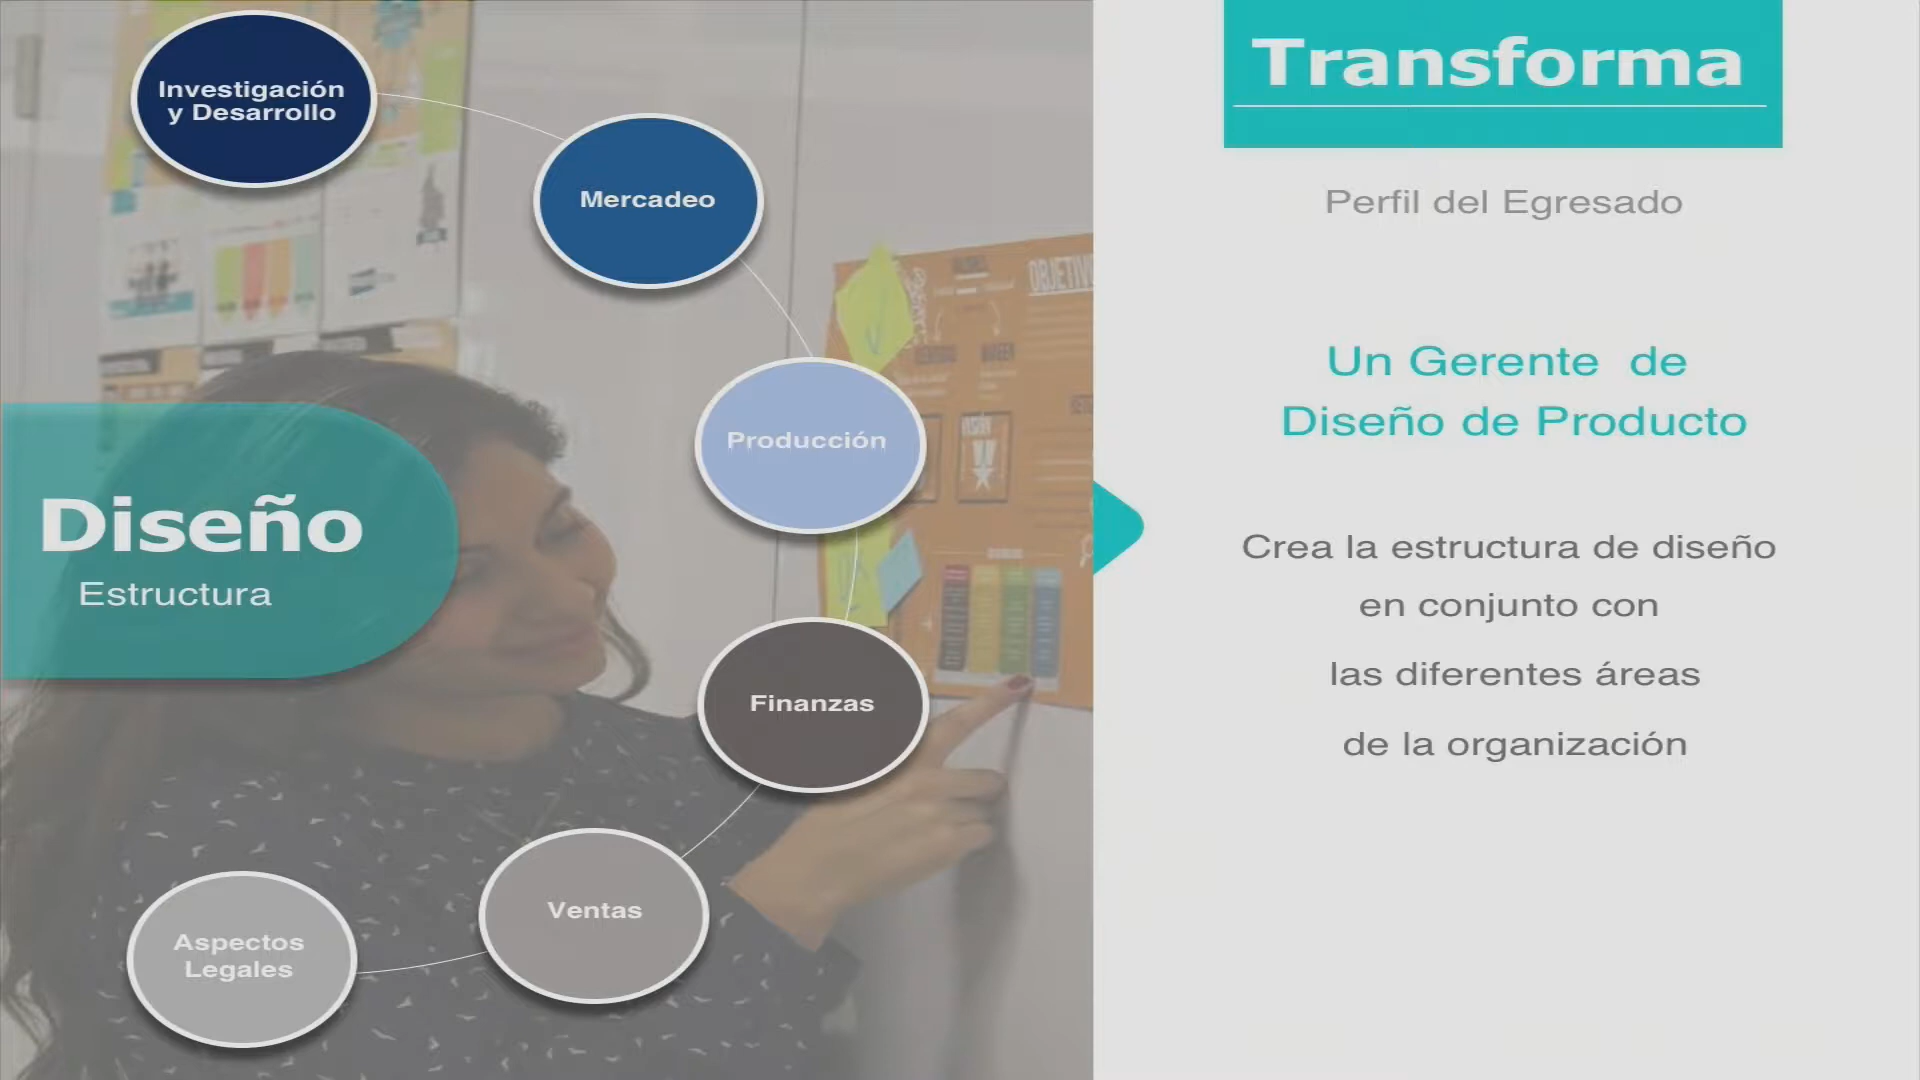 Investigación
y Desarrollo
Mercadeo
Producción
Finanzas
Ventas
Aspectos
Legales
Diseño
Estructura
OBJETIV
Transforma
Perfil del Egresado
Un Gerente de
Diseño de Producto
Crea la estructura de diseño
en conjunto con
las diferentes áreas
de la organización